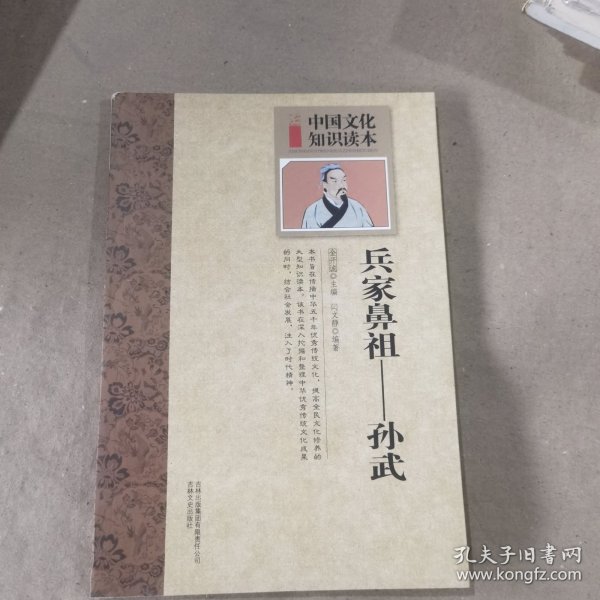 中国文化
知识读本
兵家鼻祖——孙武
金开诚◎主编 闫文静◎编著
本书旨在传播中华五千年优秀传统文化，提高全民文化修养的
大型知识读本。该书在深入挖掘和整理中华优秀传统文化成果
的同时，结合社会发展，注入了时代精神。
吉林出版集团有限责任公司
吉林文史出版社
孔夫子旧书网
www.kongfz.com